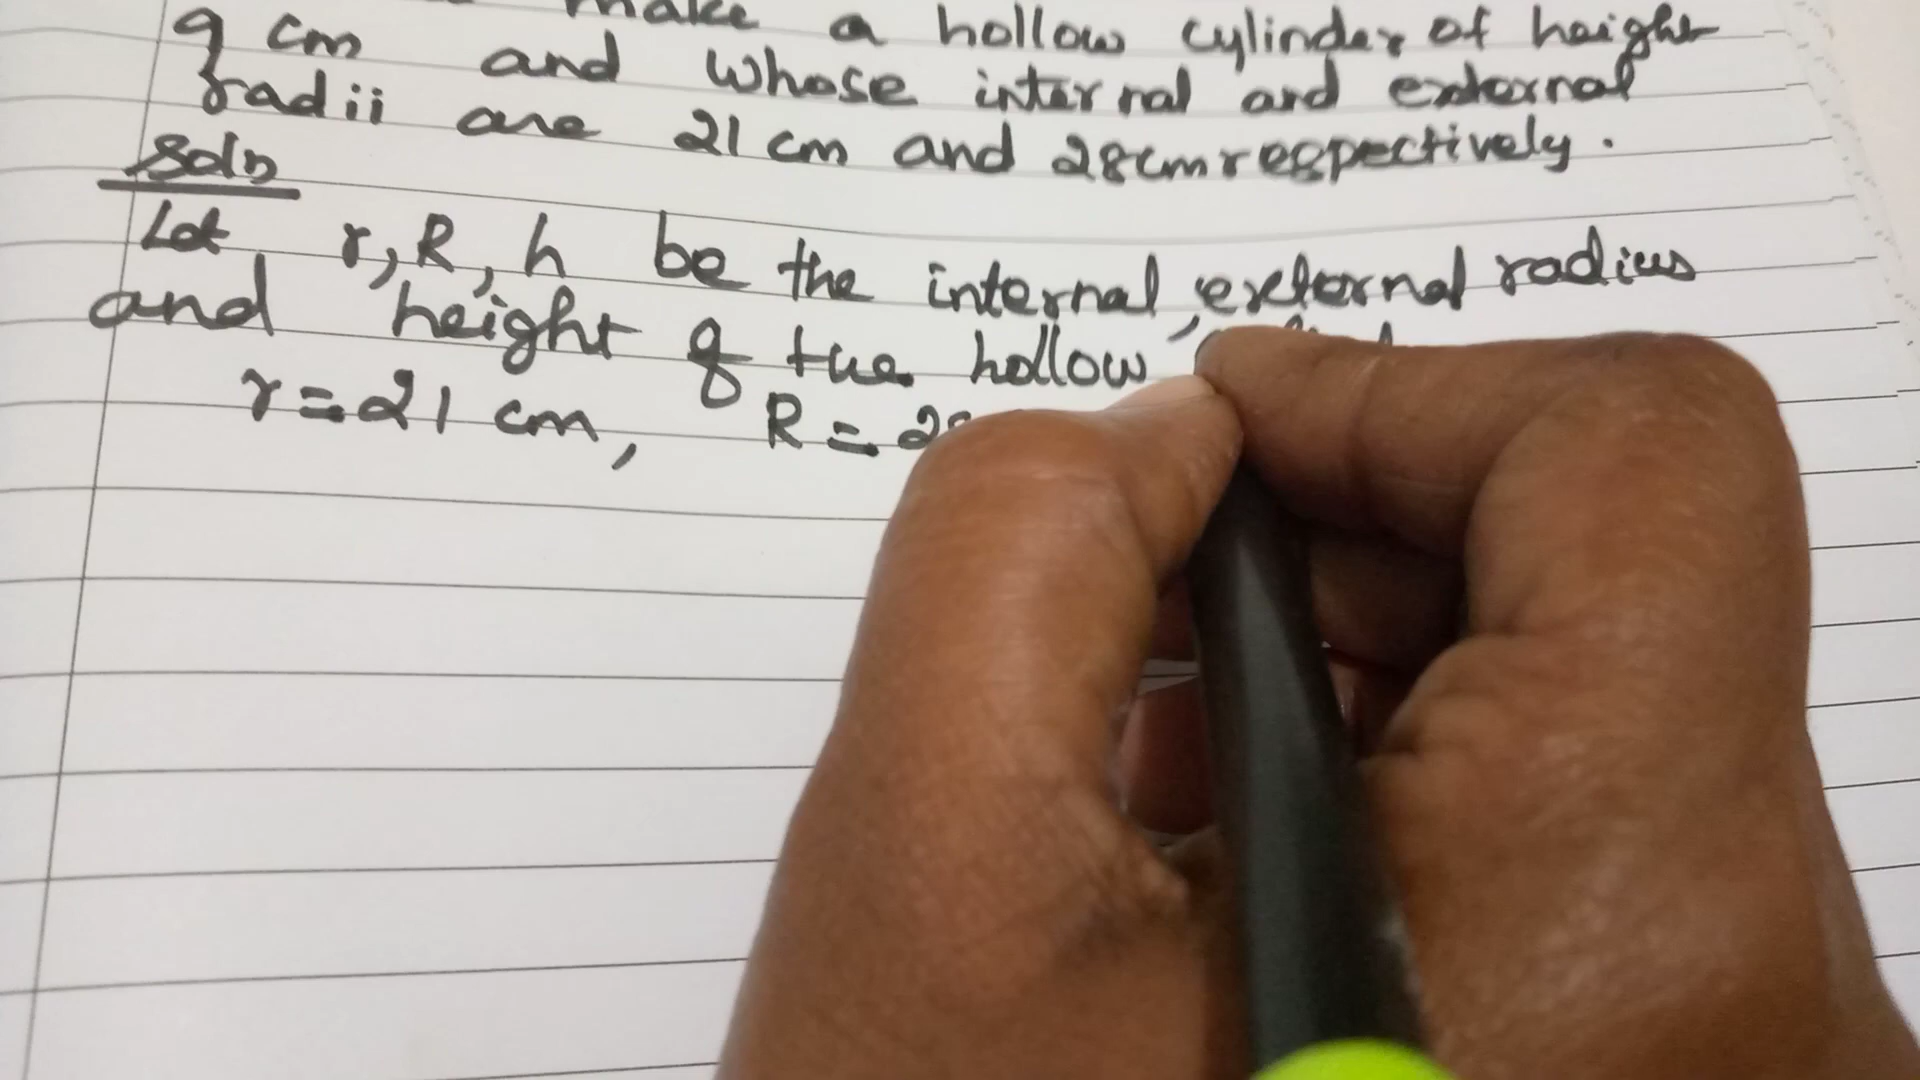 make a hollow cylinder of height
9 cm and whose internal and external
radii are 21 cm and 28cm respectively.
Soln
Let r, R, h be the internal, external radius
and height of the hollow
r = 21 cm, R = 28